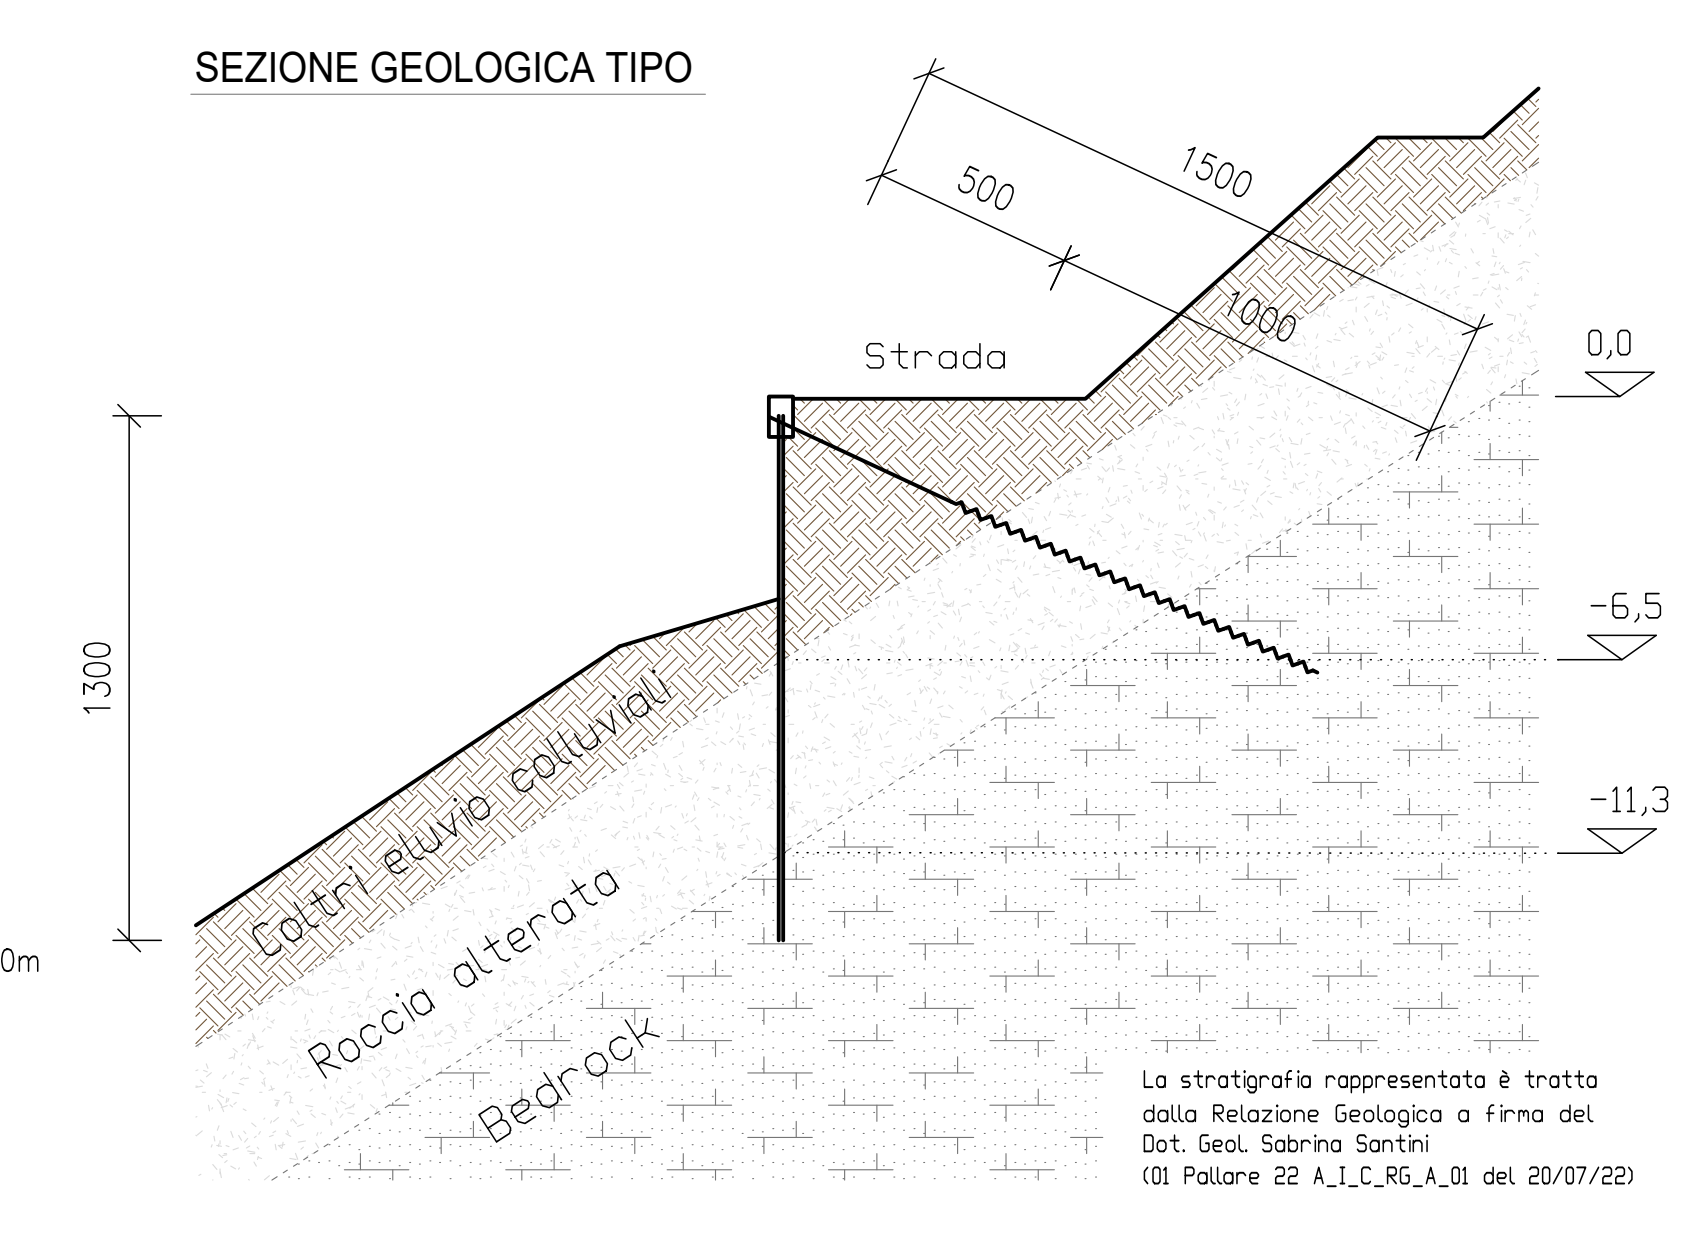 SEZIONE GEOLOGICA TIPO
1500
500
1000
Strada
0,0
-6,5
1300
-11,3
Coltri eluvio colluviali
Roccia alterata
0m
Bedrock
La stratigrafia rappresentata è tratta
dalla Relazione Geologica a firma del
Dot. Geol. Sabrina Santini
(01 Pallare 22 A_I_C_RG_A_01 del 20/07/22)